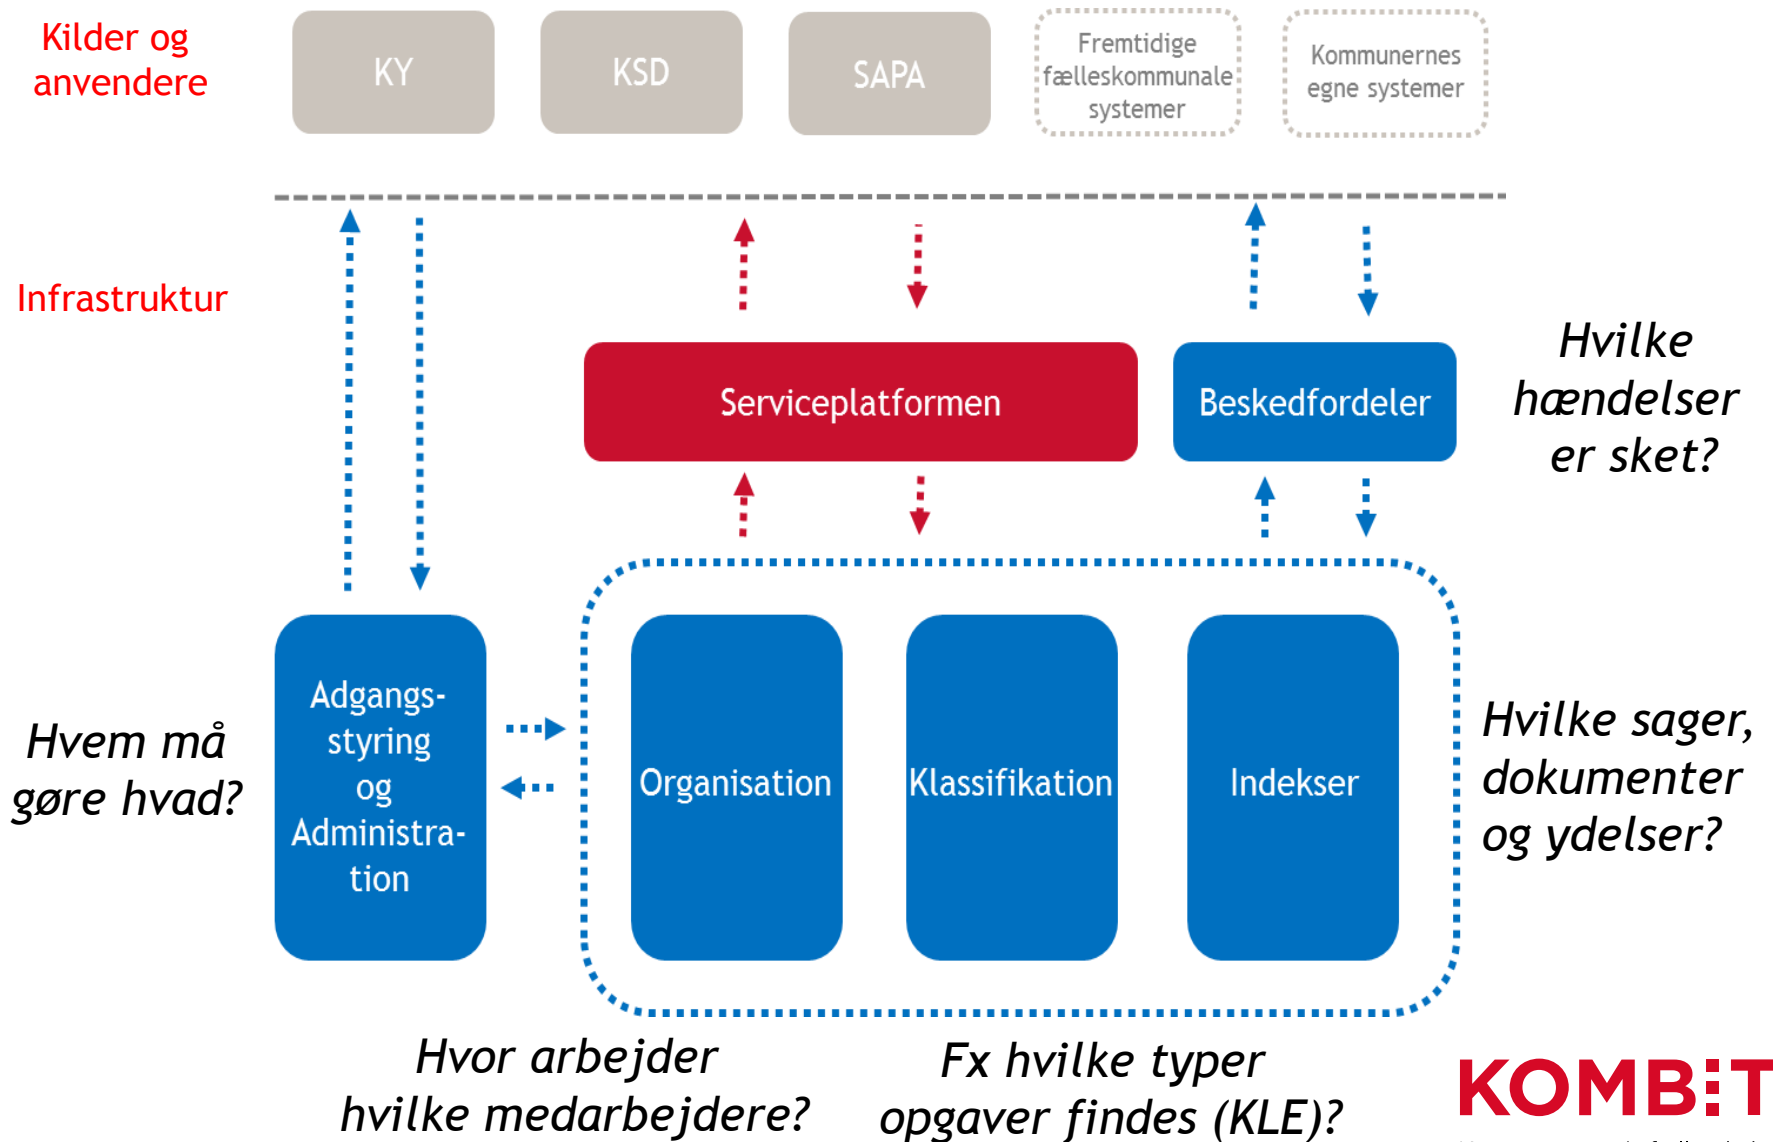 Kilder og
anvendere
KY
KSD
SAPA
Fremtidige
fælleskommunale
systemer
Kommunernes
egne systemer
Infrastruktur
Serviceplatformen
Beskedfordeler
Hvilke
hændelser
er sket?
Hvem må
gøre hvad?
Adgangs-
styring
og
Administra-
tion
Organisation
Klassifikation
Indekser
Hvilke sager,
dokumenter
og ydelser?
Hvor arbejder
hvilke medarbejdere?
Fx hvilke typer
opgaver findes (KLE)?
KOMBIT